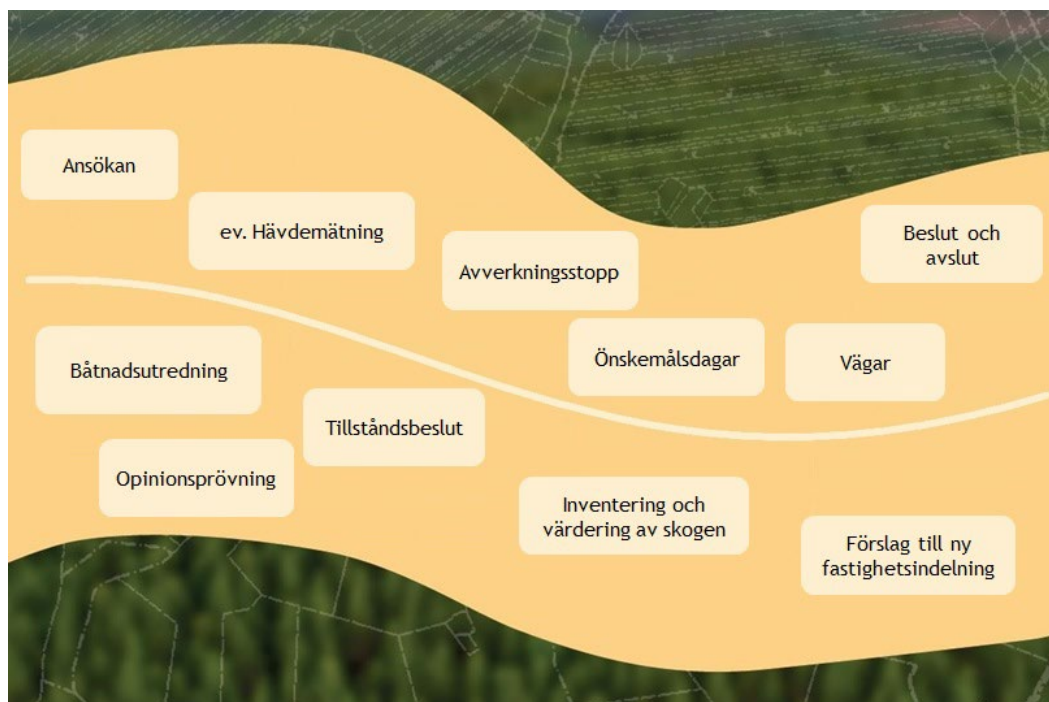 Ansökan
ev. Hävdemätning
Avverkningsstopp
Beslut och
avslut
Båtnadsutredning
Önskemålsdagar
Vägar
Tillståndsbeslut
Opinionsprövning
Inventering och
värdering av skogen
Förslag till ny
fastighetsindelning